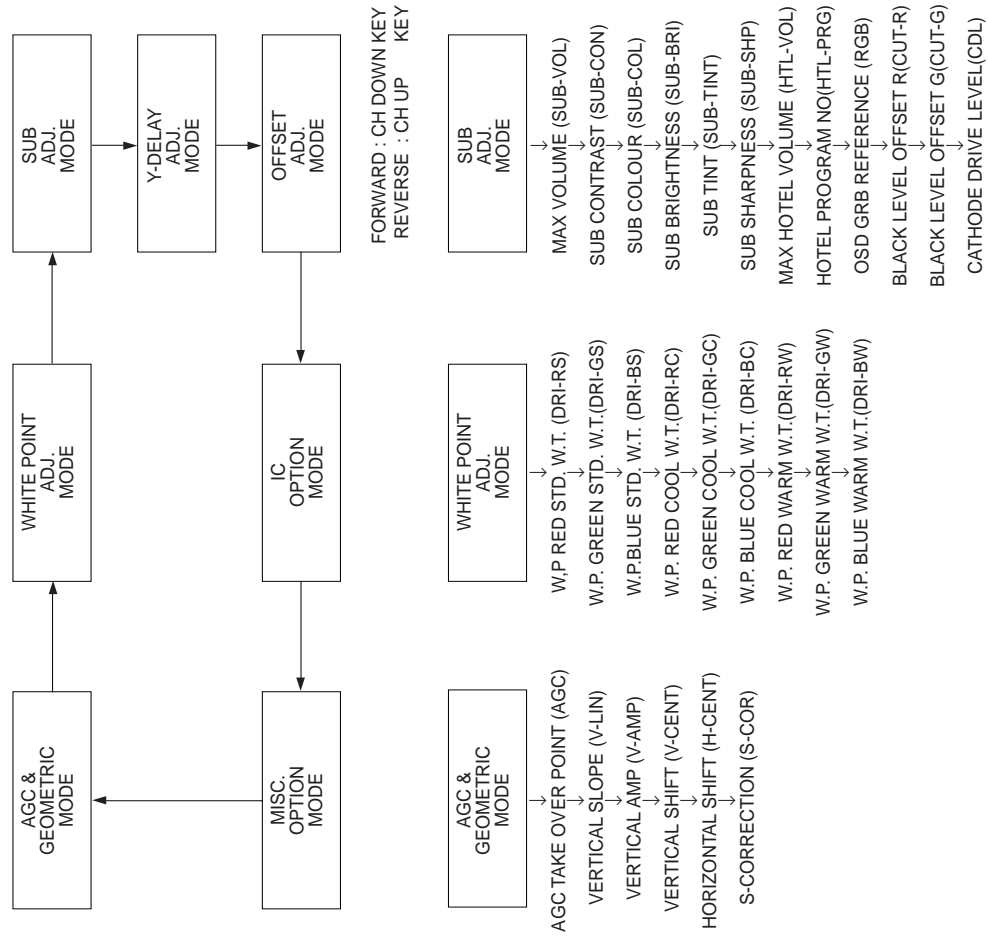 AGC &
GEOMETRIC
MODE
WHITE POINT
ADJ.
MODE
SUB
ADJ.
MODE
Y-DELAY
ADJ.
MODE
MISC.
OPTION
MODE
IC
OPTION
MODE
OFFSET
ADJ.
MODE
FORWARD : CH DOWN KEY
REVERSE : CH UP KEY
AGC &
GEOMETRIC
MODE
AGC TAKE OVER POINT (AGC)
VERTICAL SLOPE (V-LIN)
VERTICAL AMP (V-AMP)
VERTICAL SHIFT (V-CENT)
HORIZONTAL SHIFT (H-CENT)
S-CORRECTION (S-COR)
WHITE POINT
ADJ.
MODE
W,P RED STD. W.T. (DRI-RS)
W.P. GREEN STD. W.T.(DRI-GS)
W.P.BLUE STD. W.T. (DRI-BS)
W.P. RED COOL W.T.(DRI-RC)
W.P. GREEN COOL W.T.(DRI-GC)
W.P. BLUE COOL W.T. (DRI-BC)
W.P. RED WARM W.T.(DRI-RW)
W.P. GREEN WARM W.T.(DRI-GW)
W.P. BLUE WARM W.T.(DRI-BW)
SUB
ADJ.
MODE
MAX VOLUME (SUB-VOL)
SUB CONTRAST (SUB-CON)
SUB COLOUR (SUB-COL)
SUB BRIGHTNESS (SUB-BRI)
SUB TINT (SUB-TINT)
SUB SHARPNESS (SUB-SHP)
MAX HOTEL VOLUME (HTL-VOL)
HOTEL PROGRAM NO(HTL-PRG)
OSD GRB REFERENCE (RGB)
BLACK LEVEL OFFSET R(CUT-R)
BLACK LEVEL OFFSET G(CUT-G)
CATHODE DRIVE LEVEL(CDL)